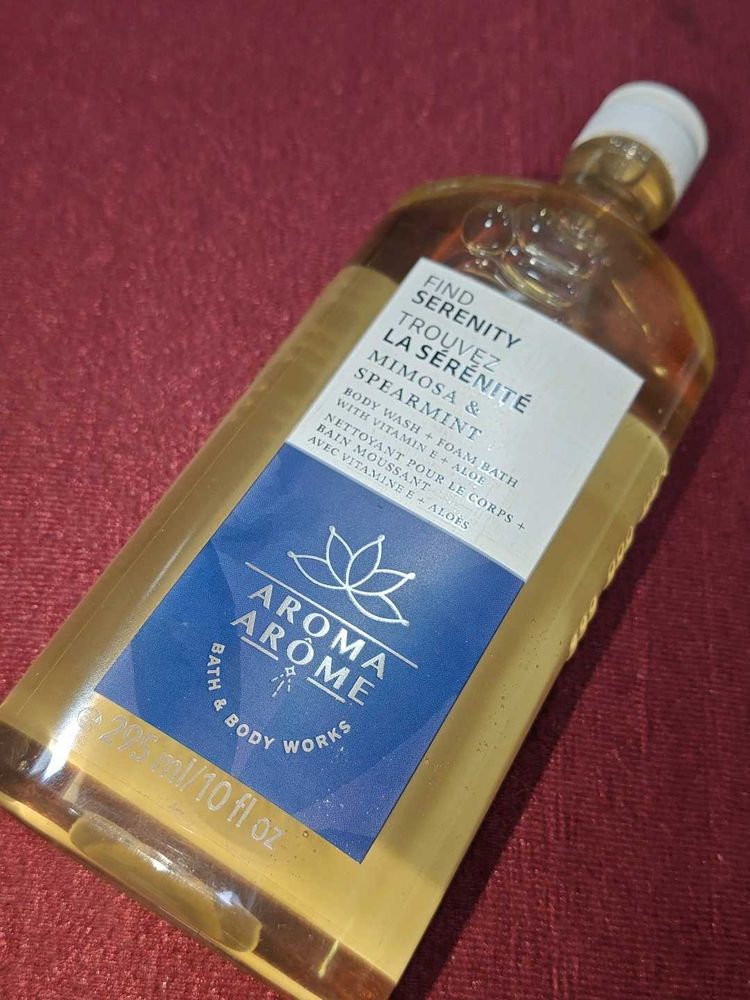 FIND
SERENITY
TROUVEZ
LA SÉRÉNITÉ
MIMOSA &
SPEARMINT
BODY WASH + FOAM BATH
WITH VITAMIN E + ALOE
NETTOYANT POUR LE CORPS +
BAIN MOUSSANT
AVEC VITAMINE E + ALOÈS
AROMA
ARÔME
BATH & BODY WORKS
℮ 295 ml/10 fl oz